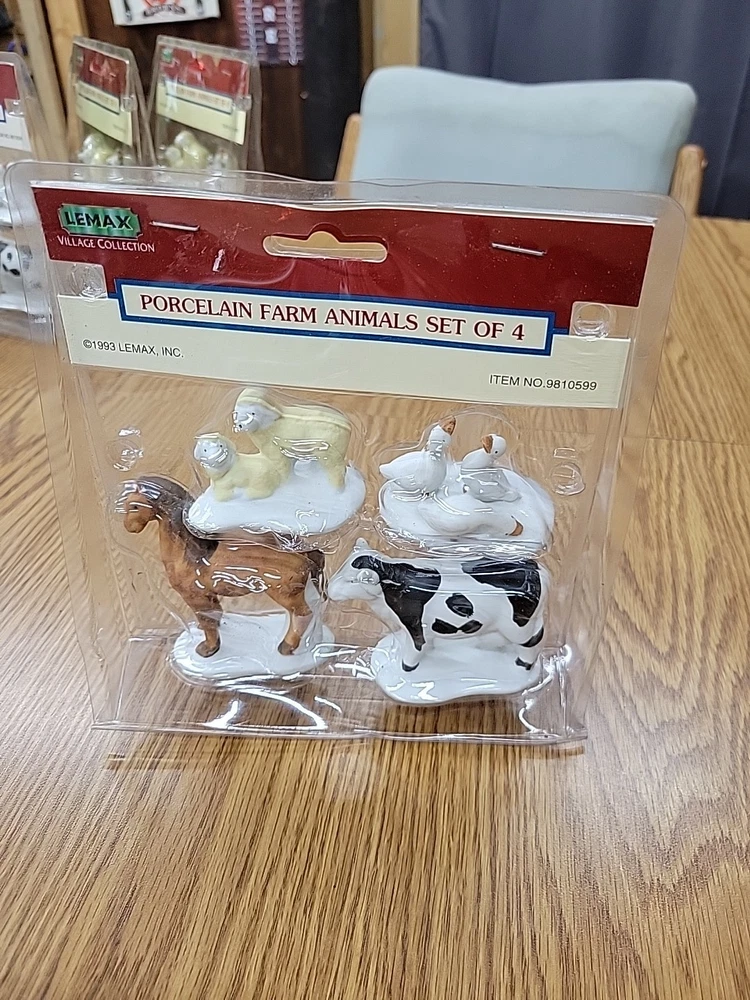 LEMAX
VILLAGE COLLECTION
PORCELAIN FARM ANIMALS SET OF 4
©1993 LEMAX, INC.
ITEM NO.9810599